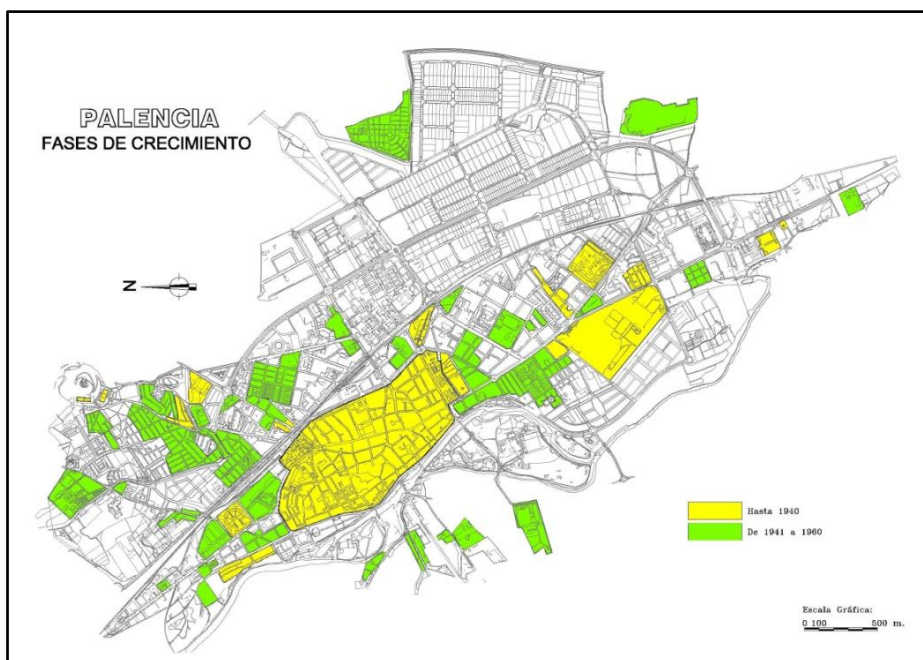 PALENCIA
FASES DE CRECIMIENTO
N
Hasta 1940
De 1941 a 1960
Escala Gráfica:
0 100 500 m.